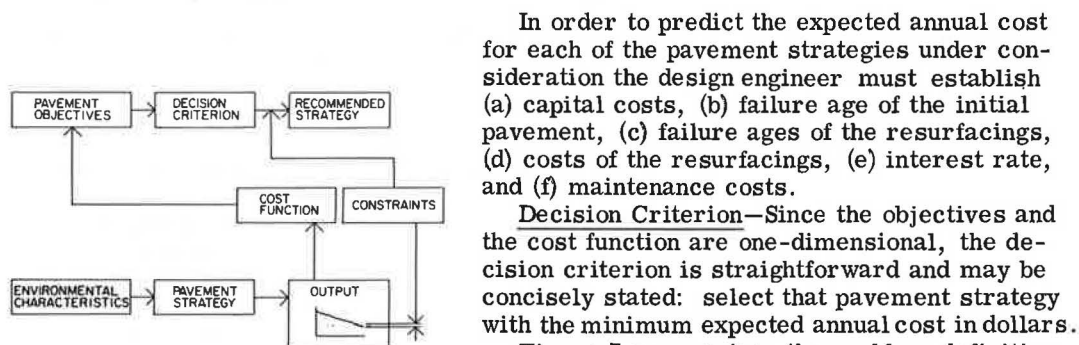 PAVEMENT
OBJECTIVES
DECISION
CRITERION
RECOMMENDED
STRATEGY
COST
FUNCTION
CONSTRAINTS
ENVIRONMENTAL
CHARACTERISTICS
PAVEMENT
STRATEGY
OUTPUT
In order to predict the expected annual cost
for each of the pavement strategies under con-
sideration the design engineer must establish
(a) capital costs, (b) failure age of the initial
pavement, (c) failure ages of the resurfacings,
(d) costs of the resurfacings, (e) interest rate,
and (f) maintenance costs.
Decision Criterion—Since the objectives and
the cost function are one-dimensional, the de-
cision criterion is straightforward and may be
concisely stated: select that pavement strategy
with the minimum expected annual cost in dollars.